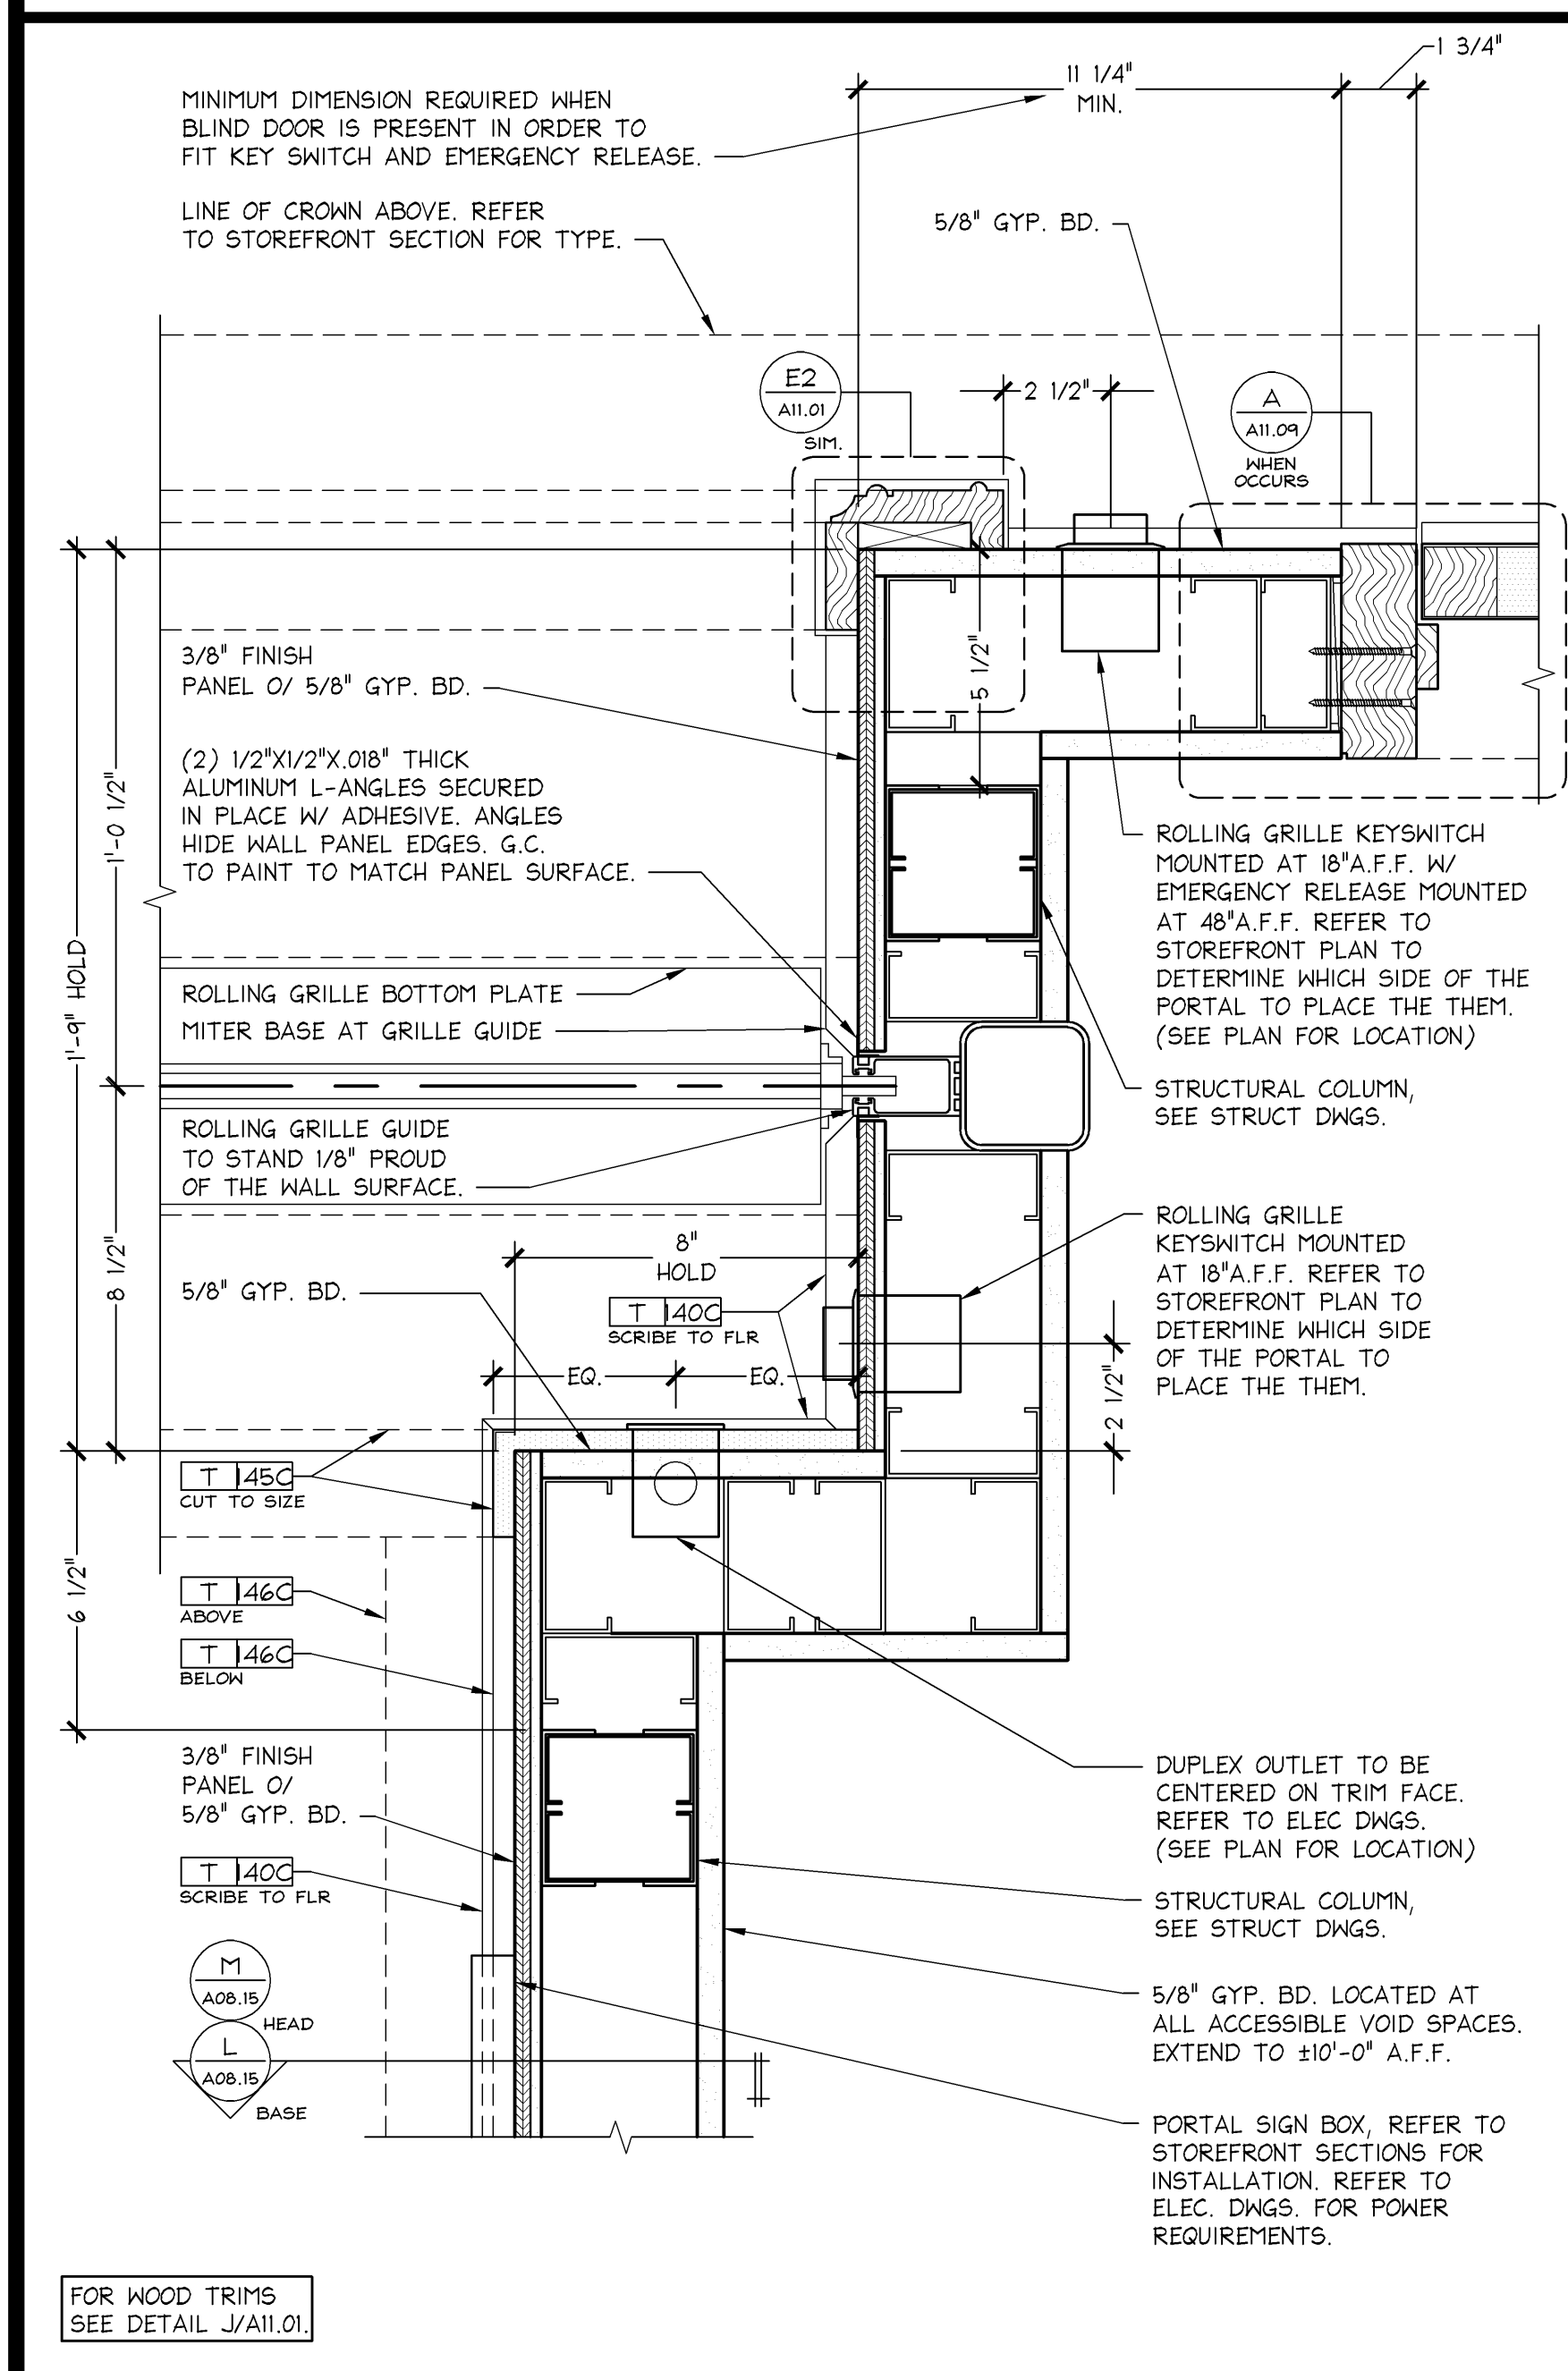 1 3/4"
11 1/4"
MIN.
MINIMUM DIMENSION REQUIRED WHEN
BLIND DOOR IS PRESENT IN ORDER TO
FIT KEY SWITCH AND EMERGENCY RELEASE.
LINE OF CROWN ABOVE. REFER
TO STOREFRONT SECTION FOR TYPE.
5/8" GYP. BD.
E2
A11.01
SIM.
2 1/2"
A
A11.09
WHEN
OCCURS
3/8" FINISH
PANEL O/ 5/8" GYP. BD.
5 1/2"
(2) 1/2"X1/2"X.018" THICK
ALUMINUM L-ANGLES SECURED
IN PLACE W/ ADHESIVE. ANGLES
HIDE WALL PANEL EDGES. G.C.
TO PAINT TO MATCH PANEL SURFACE.
1'-0 1/2"
1'-9" HOLD
ROLLING GRILLE KEYSWITCH
MOUNTED AT 18"A.F.F. W/
EMERGENCY RELEASE MOUNTED
AT 48"A.F.F. REFER TO
STOREFRONT PLAN TO
DETERMINE WHICH SIDE OF THE
PORTAL TO PLACE THE THEM.
(SEE PLAN FOR LOCATION)
ROLLING GRILLE BOTTOM PLATE
MITER BASE AT GRILLE GUIDE
STRUCTURAL COLUMN,
SEE STRUCT DWGS.
ROLLING GRILLE GUIDE
TO STAND 1/8" PROUD
OF THE WALL SURFACE.
8 1/2"
8"
HOLD
ROLLING GRILLE
KEYSWITCH MOUNTED
AT 18"A.F.F. REFER TO
STOREFRONT PLAN TO
DETERMINE WHICH SIDE
OF THE PORTAL TO
PLACE THE THEM.
5/8" GYP. BD.
T 140C
SCRIBE TO FLR
EQ.
EQ.
2 1/2"
T 145C
CUT TO SIZE
6 1/2"
T 146C
ABOVE
T 146C
BELOW
3/8" FINISH
PANEL O/
5/8" GYP. BD.
DUPLEX OUTLET TO BE
CENTERED ON TRIM FACE.
REFER TO ELEC DWGS.
(SEE PLAN FOR LOCATION)
T 140C
SCRIBE TO FLR
STRUCTURAL COLUMN,
SEE STRUCT DWGS.
M
A08.15
HEAD
L
A08.15
BASE
5/8" GYP. BD. LOCATED AT
ALL ACCESSIBLE VOID SPACES.
EXTEND TO ±10'-0" A.F.F.
PORTAL SIGN BOX, REFER TO
STOREFRONT SECTIONS FOR
INSTALLATION. REFER TO
ELEC. DWGS. FOR POWER
REQUIREMENTS.
FOR WOOD TRIMS
SEE DETAIL J/A11.01.